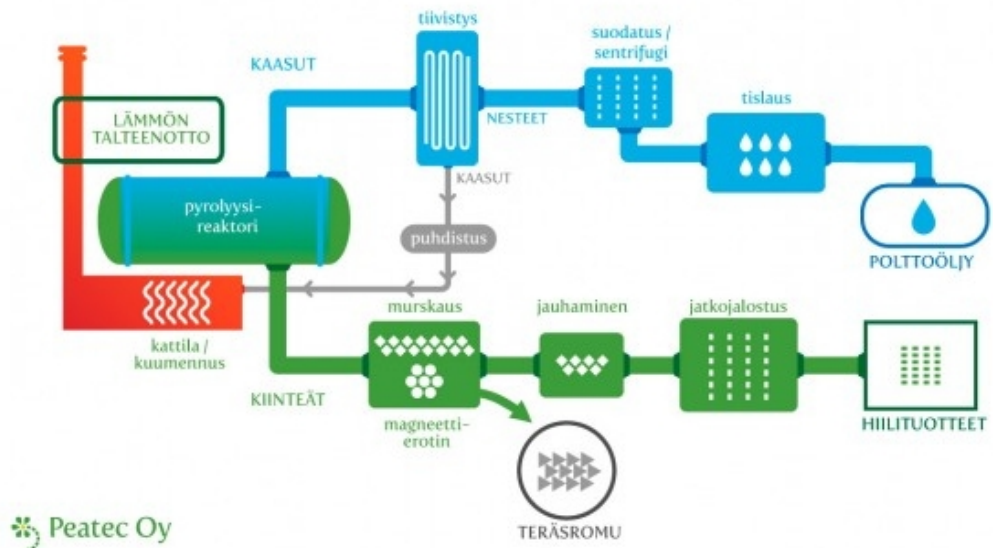 tiivistys
suodatus /
sentrifugi
KAASUT
tislaus
LÄMMÖN
TALTEENOTTO
NESTEET
KAASUT
pyrolyysi-
reaktori
puhdistus
POLTTOÖLJY
murskaus
jauhaminen
jatkojalostus
kattila /
kuumennus
KIINTEÄT
magneetti-
erotin
HIILITUOTTEET
TERÄSROMU
Peatec Oy